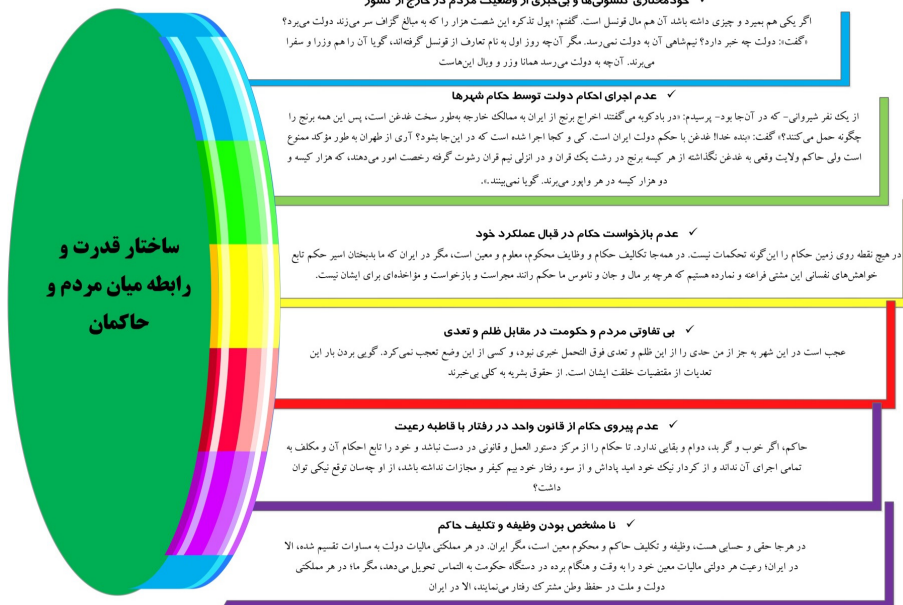 ✓ خودمختاری کنسولی‌ها و بی‌خبری از وضعیت مردم در خارج از کشور
اگر یکی هم بمیرد و چیزی داشته باشد آن هم مال قونسل است. گفتم: «پول تذکره این شصت هزار را که به مبالغ گزاف سر می‌زند دولت می‌برد؟
«گفت»: دولت چه خبر دارد؟ نیم‌شاهی آن به دولت نمی‌رسد. مگر آن‌چه روز اول به نام تعارف از قونسل گرفته‌اند، گویا آن را هم وزرا و سفرا
می‌برند. آن‌چه به دولت می‌رسد همانا وزر و وبال این‌هاست
✓ عدم اجرای احکام دولت توسط حکام شهرها
از یک نفر شیروانی- که در آن‌جا بود- پرسیدم: «در بادکوبه می‌گفتند اخراج برنج از ایران به ممالک خارجه به‌طور سخت غدغن است، پس این همه برنج را
چگونه حمل می‌کنند؟» گفت: «بنده خدا! غدغن با حکم دولت ایران است. کی و کجا اجرا شده است که در این‌جا بشود؟ آری از طهران به طور مؤکد ممنوع
است ولی حاکم ولایت وقعی به غدغن نگذاشته از هر کیسه برنج در رشت یک قران و در انزلی نیم قران رشوت گرفته رخصت امور می‌دهند، که هزار کیسه و
دو هزار کیسه در هر واپور می‌برند. گویا نمی‌بینند.».
✓ عدم بازخواست حکام در قبال عملکرد خود
در هیچ نقطه روی زمین حکام را این‌گونه تحکمات نیست. در همه‌جا تکالیف حکام و وظایف محکوم، معلوم و معین است، مگر در ایران که ما بدبختان اسیر حکم تابع
خواهش‌های نفسانی این مشتی فراعنه و نمارده هستیم که هرچه بر مال و جان و ناموس ما حکم رانند مجراست و بازخواست و مؤاخذه‌ای برای ایشان نیست.
ساختار قدرت و
رابطه میان مردم و
حاکمان
✓ بی تفاوتی مردم و حکومت در مقابل ظلم و تعدی
عجب است در این شهر به جز از من حدی را از این ظلم و تعدی فوق التحمل خبری نبود، و کسی از این وضع تعجب نمی‌کرد. گویی بردن بار این
تعدیات از مقتضیات خلقت ایشان است. از حقوق بشریه به کلی بی‌خبرند
✓ عدم پیروی حکام از قانون واحد در رفتار با قاطبه رعیت
حاکم، اگر خوب و گر بد، دوام و بقایی ندارد. تا حکام را از مرکز دستور العمل و قانونی در دست نباشد و خود را تابع احکام آن و مکلف به
تمامی اجرای آن نداند و از کردار نیک خود امید پاداش و از سوء رفتار خود بیم کیفر و مجازات نداشته باشد، از او چه‌سان توقع نیکی توان
داشت؟
✓ نا مشخص بودن وظیفه و تکلیف حاکم
در هرجا حقی و حسابی هست، وظیفه و تکلیف حاکم و محکوم معین است، مگر ایران. در هر مملکتی مالیات دولت به مساوات تقسیم شده، الا
در ایران؛ رعیت هر دولتی مالیات معین خود را به وقت و هنگام برده در دستگاه حکومت به التماس تحویل می‌دهد، مگر ما؛ در هر مملکتی
دولت و ملت در حفظ وطن مشترک رفتار می‌نمایند، الا در ایران